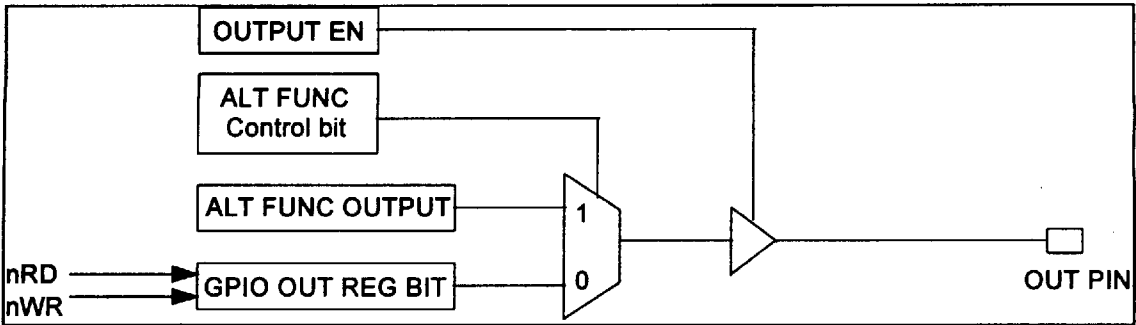 OUTPUT EN
ALT FUNC
Control bit
ALT FUNC OUTPUT
1
nRD
nWR
GPIO OUT REG BIT
0
OUT PIN